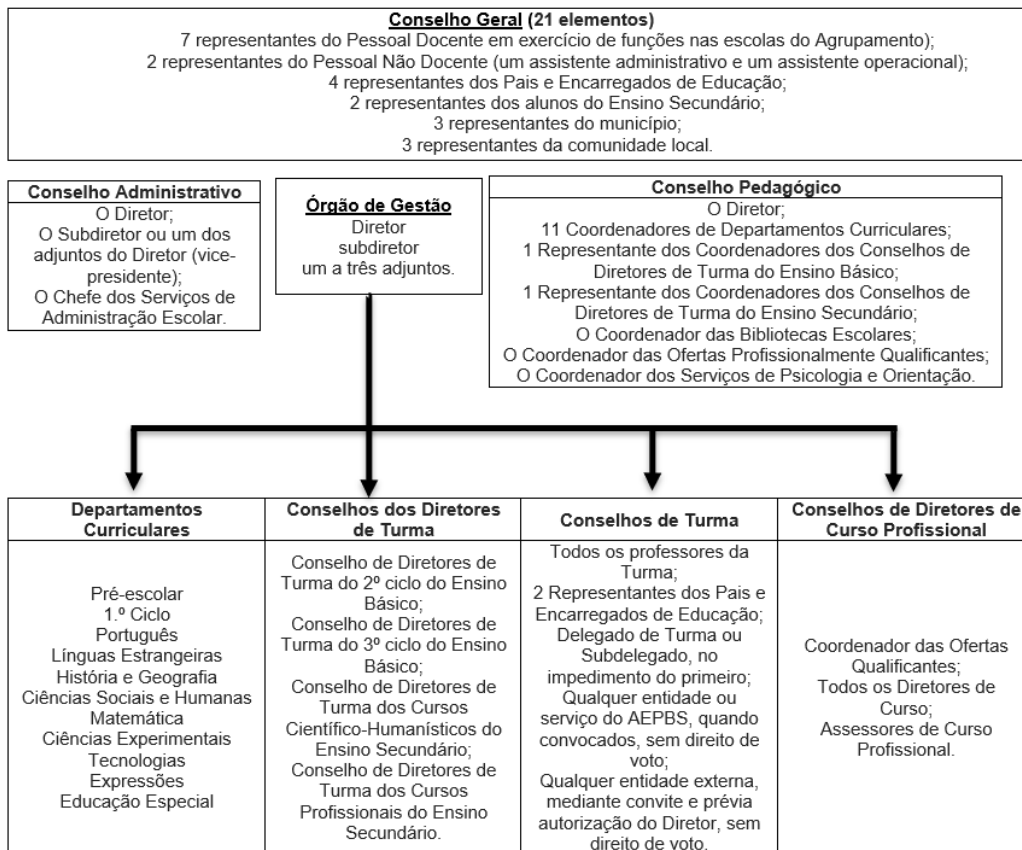 Conselho Geral (21 elementos)
7 representantes do Pessoal Docente em exercício de funções nas escolas do Agrupamento);
2 representantes do Pessoal Não Docente (um assistente administrativo e um assistente operacional);
4 representantes dos Pais e Encarregados de Educação;
2 representantes dos alunos do Ensino Secundário;
3 representantes do município;
3 representantes da comunidade local.
Conselho Administrativo
O Diretor;
O Subdiretor ou um dos
adjuntos do Diretor (vice-
presidente);
O Chefe dos Serviços de
Administração Escolar.
Órgão de Gestão
Diretor
subdiretor
um a três adjuntos.
Conselho Pedagógico
O Diretor;
11 Coordenadores de Departamentos Curriculares;
1 Representante dos Coordenadores dos Conselhos de
Diretores de Turma do Ensino Básico;
1 Representante dos Coordenadores dos Conselhos de
Diretores de Turma do Ensino Secundário;
O Coordenador das Bibliotecas Escolares;
O Coordenador das Ofertas Profissionalmente Qualificantes;
O Coordenador dos Serviços de Psicologia e Orientação.
Departamentos
Curriculares
Pré-escolar
1.º Ciclo
Português
Línguas Estrangeiras
História e Geografia
Ciências Sociais e Humanas
Matemática
Ciências Experimentais
Tecnologias
Expressões
Educação Especial
Conselhos dos Diretores
de Turma
Conselho de Diretores de
Turma do 2º ciclo do Ensino
Básico;
Conselho de Diretores de
Turma do 3º ciclo do Ensino
Básico;
Conselho de Diretores de
Turma dos Cursos
Científico-Humanísticos do
Ensino Secundário;
Conselho de Diretores de
Turma dos Cursos
Profissionais do Ensino
Secundário.
Conselhos de Turma
Todos os professores da
Turma;
2 Representantes dos Pais e
Encarregados de Educação;
Delegado de Turma ou
Subdelegado, no
impedimento do primeiro;
Qualquer entidade ou
serviço do AEPBS, quando
convocados, sem direito de
voto;
Qualquer entidade externa,
mediante convite e prévia
autorização do Diretor, sem
direito de voto.
Conselhos de Diretores de
Curso Profissional
Coordenador das Ofertas
Qualificantes;
Todos os Diretores de
Curso;
Assessores de Curso
Profissional.